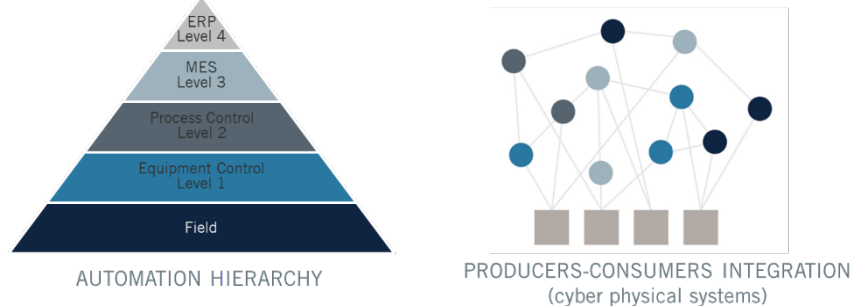 ERP
Level 4
MES
Level 3
Process Control
Level 2
Equipment Control
Level 1
Field
AUTOMATION HIERARCHY
PRODUCERS-CONSUMERS INTEGRATION
(cyber physical systems)